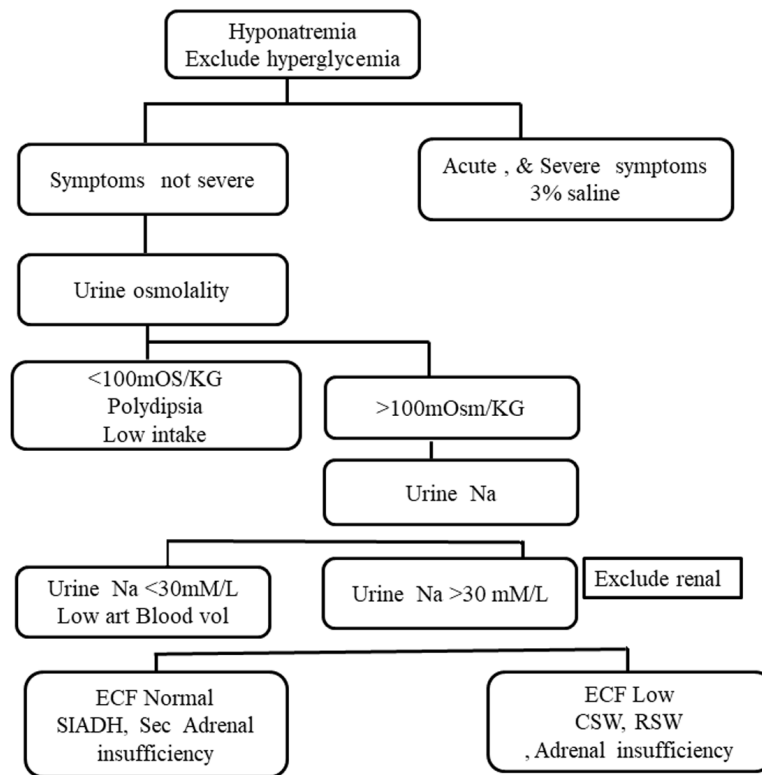 Hyponatremia
Exclude hyperglycemia
Symptoms not severe
Acute , & Severe symptoms
3% saline
Urine osmolality
<100mOS/KG
Polydipsia
Low intake
>100mOsm/KG
Urine Na
Urine Na <30mM/L
Low art Blood vol
Urine Na >30 mM/L
Exclude renal
ECF Normal
SIADH, Sec Adrenal
insufficiency
ECF Low
CSW, RSW
, Adrenal insufficiency